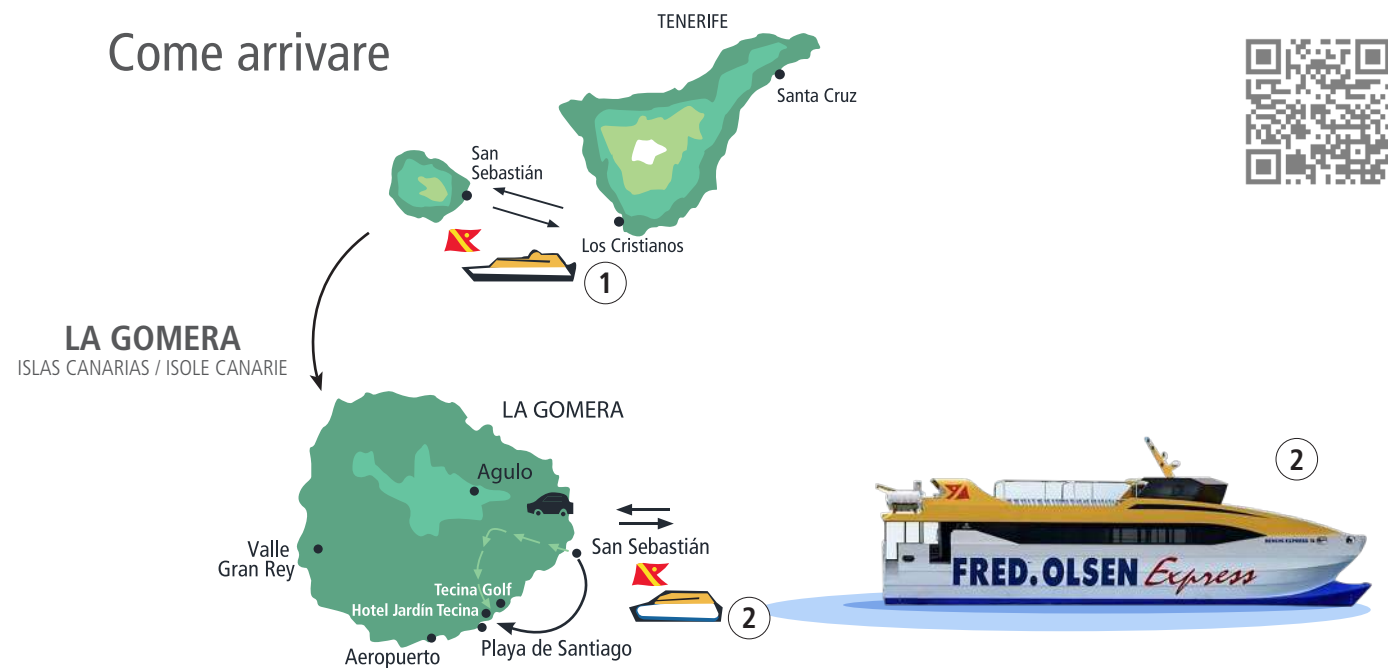 Come arrivare
TENERIFE
Santa Cruz
San
Sebastián
Los Cristianos
1
LA GOMERA
ISLAS CANARIAS / ISOLE CANARIE
LA GOMERA
Agulo
San Sebastián
Valle
Gran Rey
Tecina Golf
Hotel Jardín Tecina
Playa de Santiago
Aeropuerto
2
2
FRED. OLSEN Express